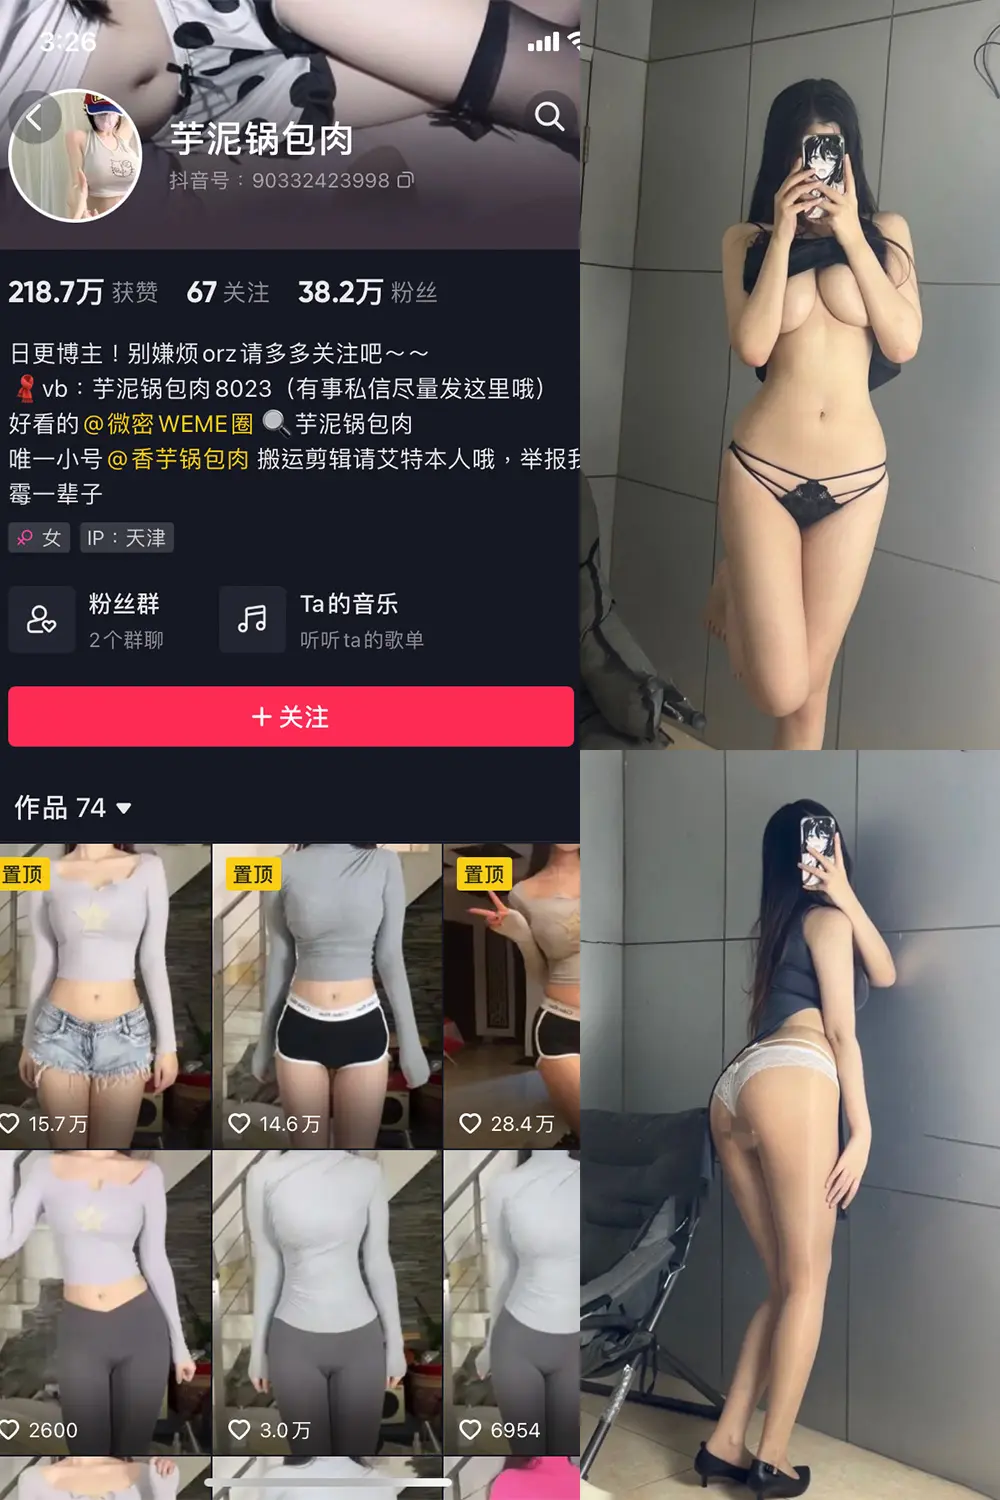 3:26
芋泥锅包肉
抖音号：90332423998
218.7万 获赞 67 关注 38.2万 粉丝
日更博主！别嫌烦orz请多多关注吧～～
vb：芋泥锅包肉8023（有事私信尽量发这里哦）
好看的@微密WEME圈 🔍芋泥锅包肉
唯一小号@香芋锅包肉 搬运剪辑请艾特本人哦，举报我
霉一辈子
女 IP：天津
粉丝群
2个群聊
Ta的音乐
听听ta的歌单
+ 关注
作品 74
置顶 置顶 置顶
15.7万 14.6万 28.4万
2600 3.0万 6954